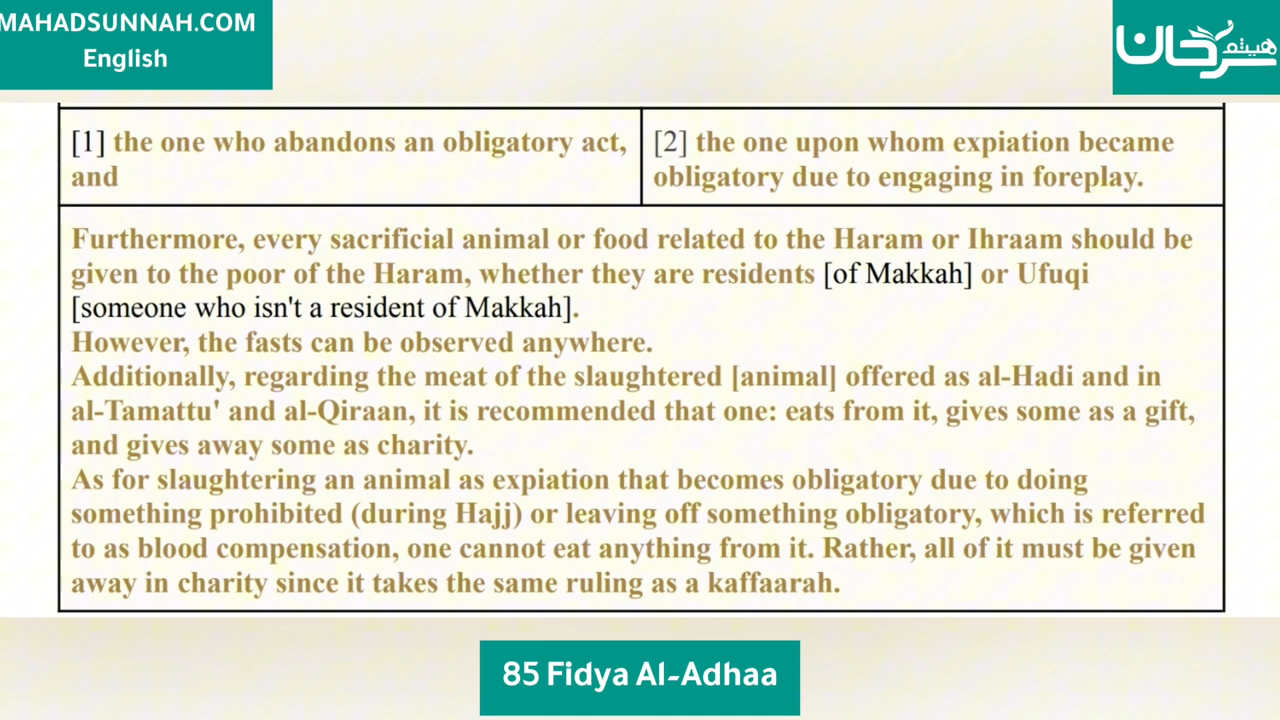 MAHADSUNNAH.COM
English
هيثم
سرحان
[1] the one who abandons an obligatory act,
and
[2] the one upon whom expiation became
obligatory due to engaging in foreplay.
Furthermore, every sacrificial animal or food related to the Haram or Ihraam should be
given to the poor of the Haram, whether they are residents [of Makkah] or Ufuqi
[someone who isn't a resident of Makkah].
However, the fasts can be observed anywhere.
Additionally, regarding the meat of the slaughtered [animal] offered as al-Hadi and in
al-Tamattu' and al-Qiraan, it is recommended that one: eats from it, gives some as a gift,
and gives away some as charity.
As for slaughtering an animal as expiation that becomes obligatory due to doing
something prohibited (during Hajj) or leaving off something obligatory, which is referred
to as blood compensation, one cannot eat anything from it. Rather, all of it must be given
away in charity since it takes the same ruling as a kaffaarah.
85 Fidya Al-Adhaa